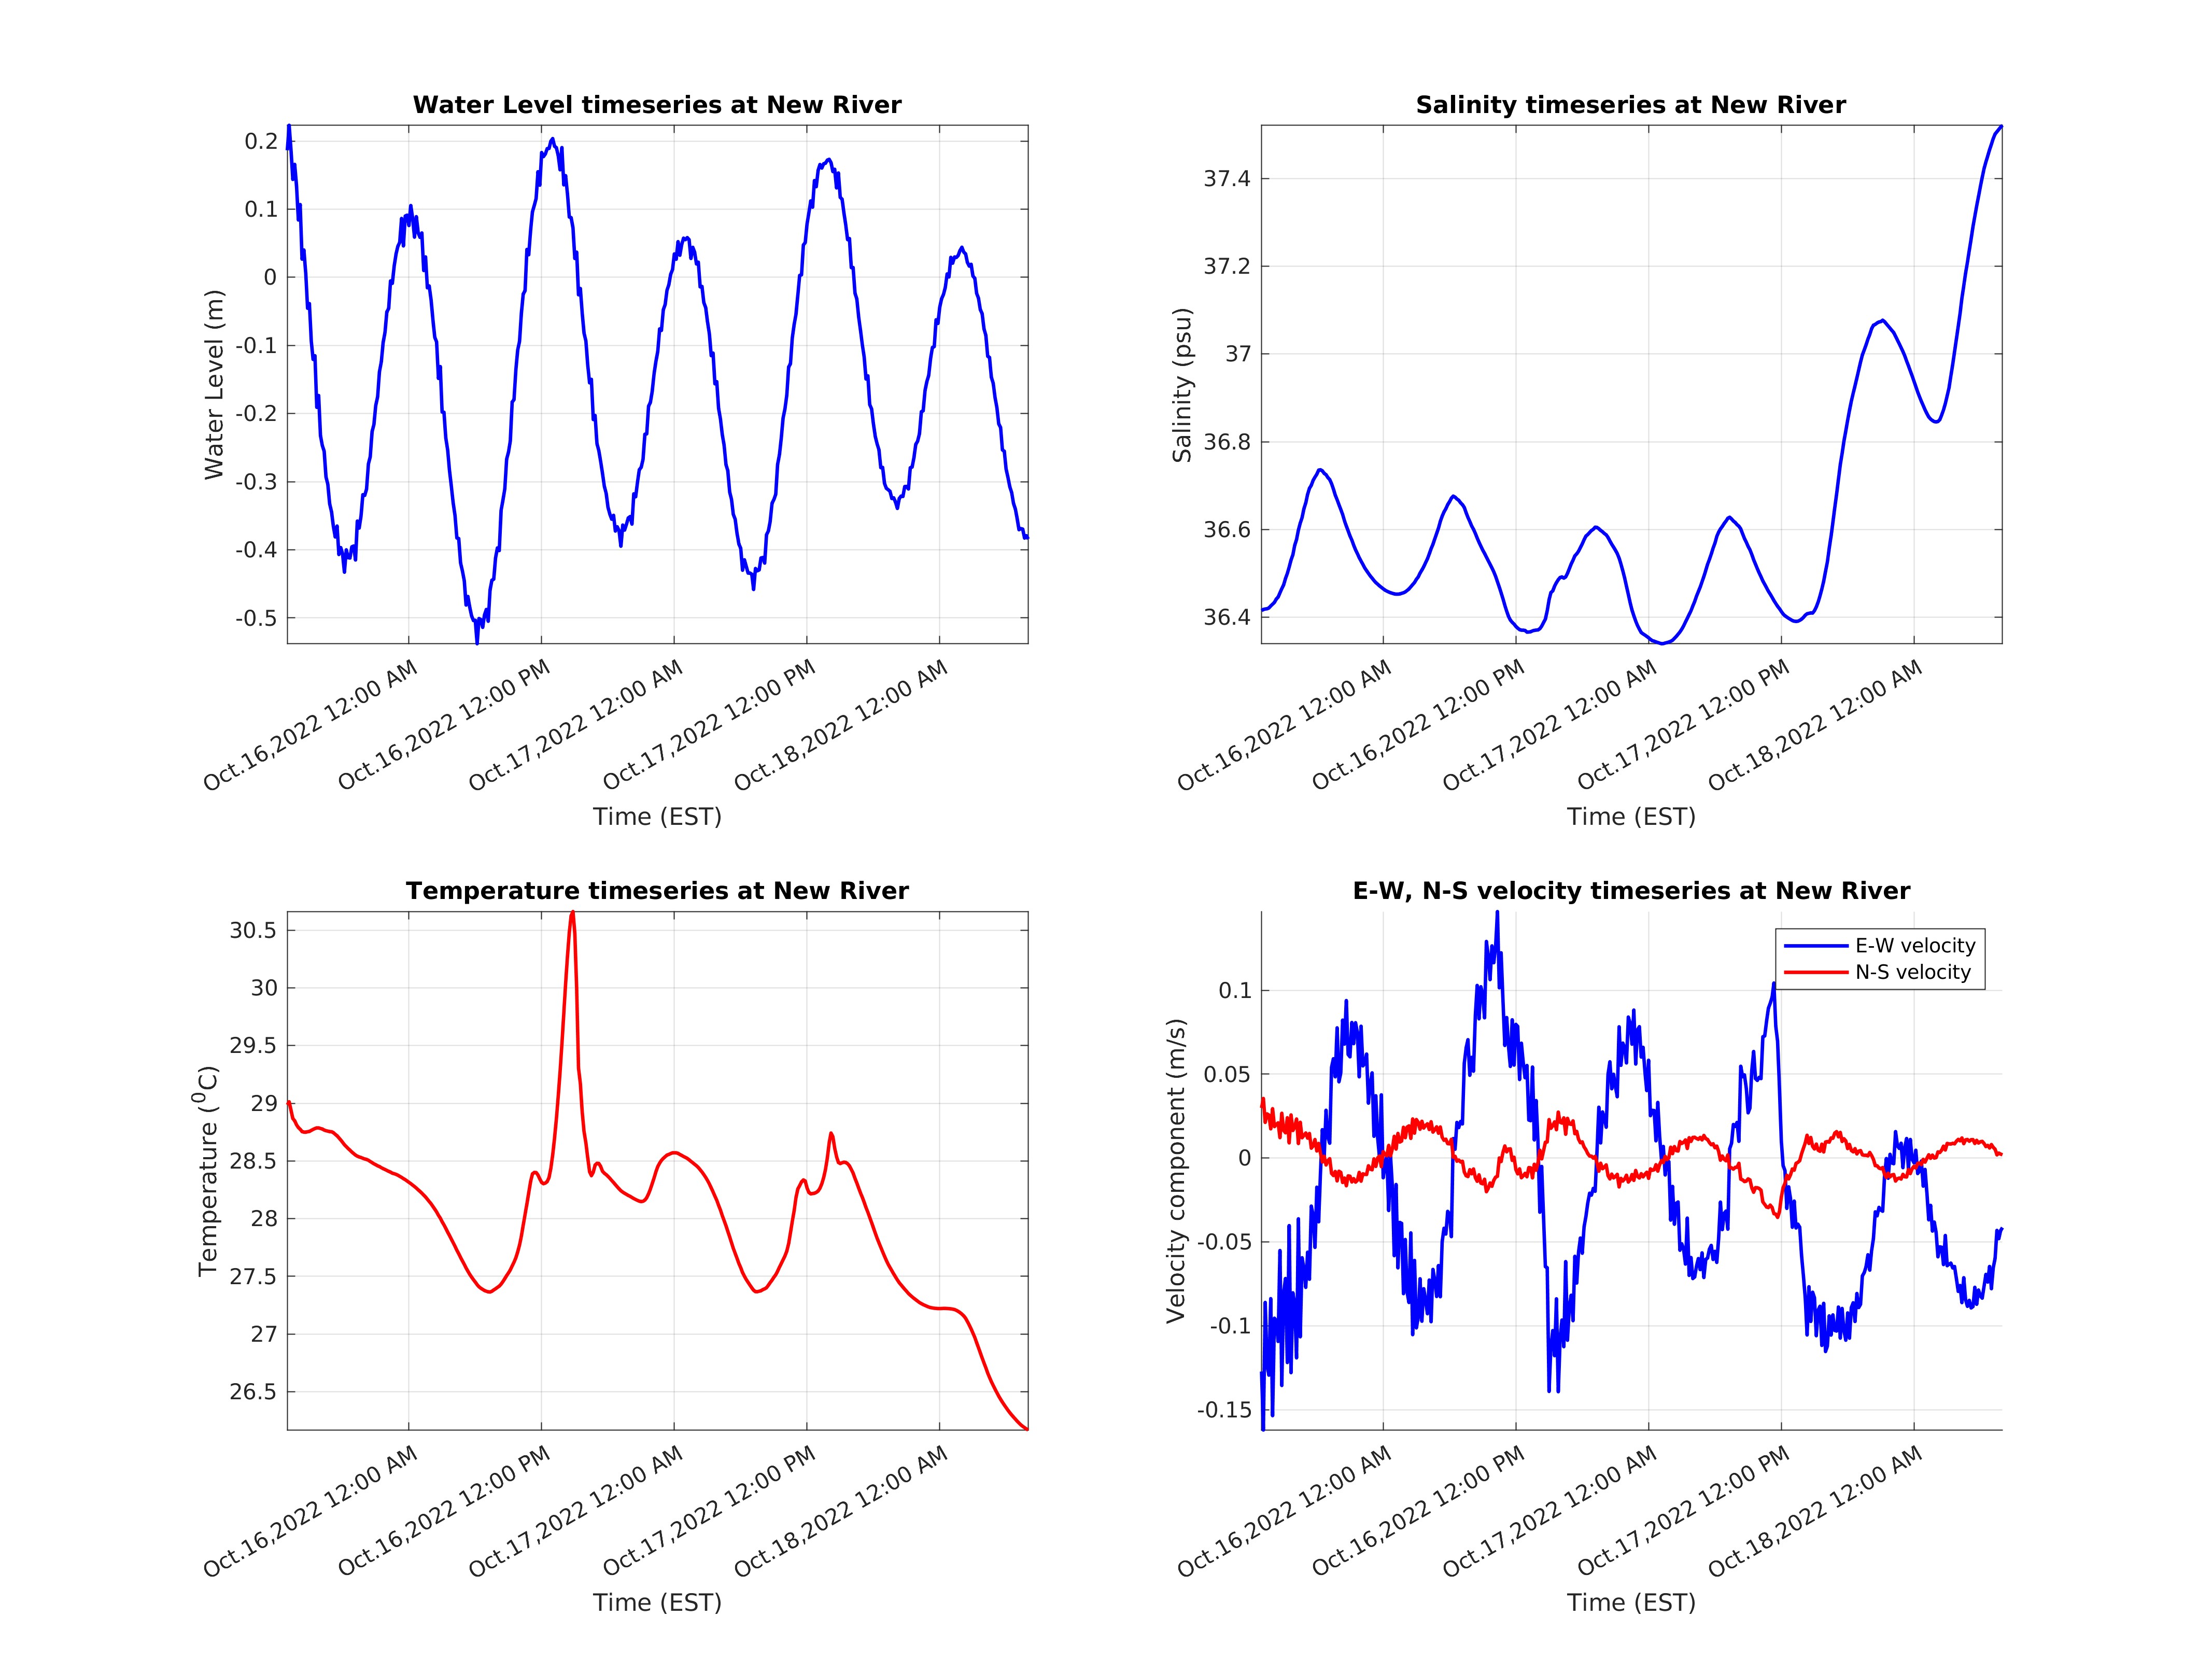 Water Level timeseries at New River
Water Level (m)
0.2
0.1
0
-0.1
-0.2
-0.3
-0.4
-0.5
Oct.16,2022 12:00 AM
Oct.16,2022 12:00 PM
Oct.17,2022 12:00 AM
Oct.17,2022 12:00 PM
Oct.18,2022 12:00 AM
Time (EST)
Salinity timeseries at New River
Salinity (psu)
37.4
37.2
37
36.8
36.6
36.4
Oct.16,2022 12:00 AM
Oct.16,2022 12:00 PM
Oct.17,2022 12:00 AM
Oct.17,2022 12:00 PM
Oct.18,2022 12:00 AM
Time (EST)
Temperature timeseries at New River
Temperature (⁰C)
30.5
30
29.5
29
28.5
28
27.5
27
26.5
Oct.16,2022 12:00 AM
Oct.16,2022 12:00 PM
Oct.17,2022 12:00 AM
Oct.17,2022 12:00 PM
Oct.18,2022 12:00 AM
Time (EST)
E-W, N-S velocity timeseries at New River
E-W velocity
N-S velocity
Velocity component (m/s)
0.1
0.05
0
-0.05
-0.1
-0.15
Oct.16,2022 12:00 AM
Oct.16,2022 12:00 PM
Oct.17,2022 12:00 AM
Oct.17,2022 12:00 PM
Oct.18,2022 12:00 AM
Time (EST)